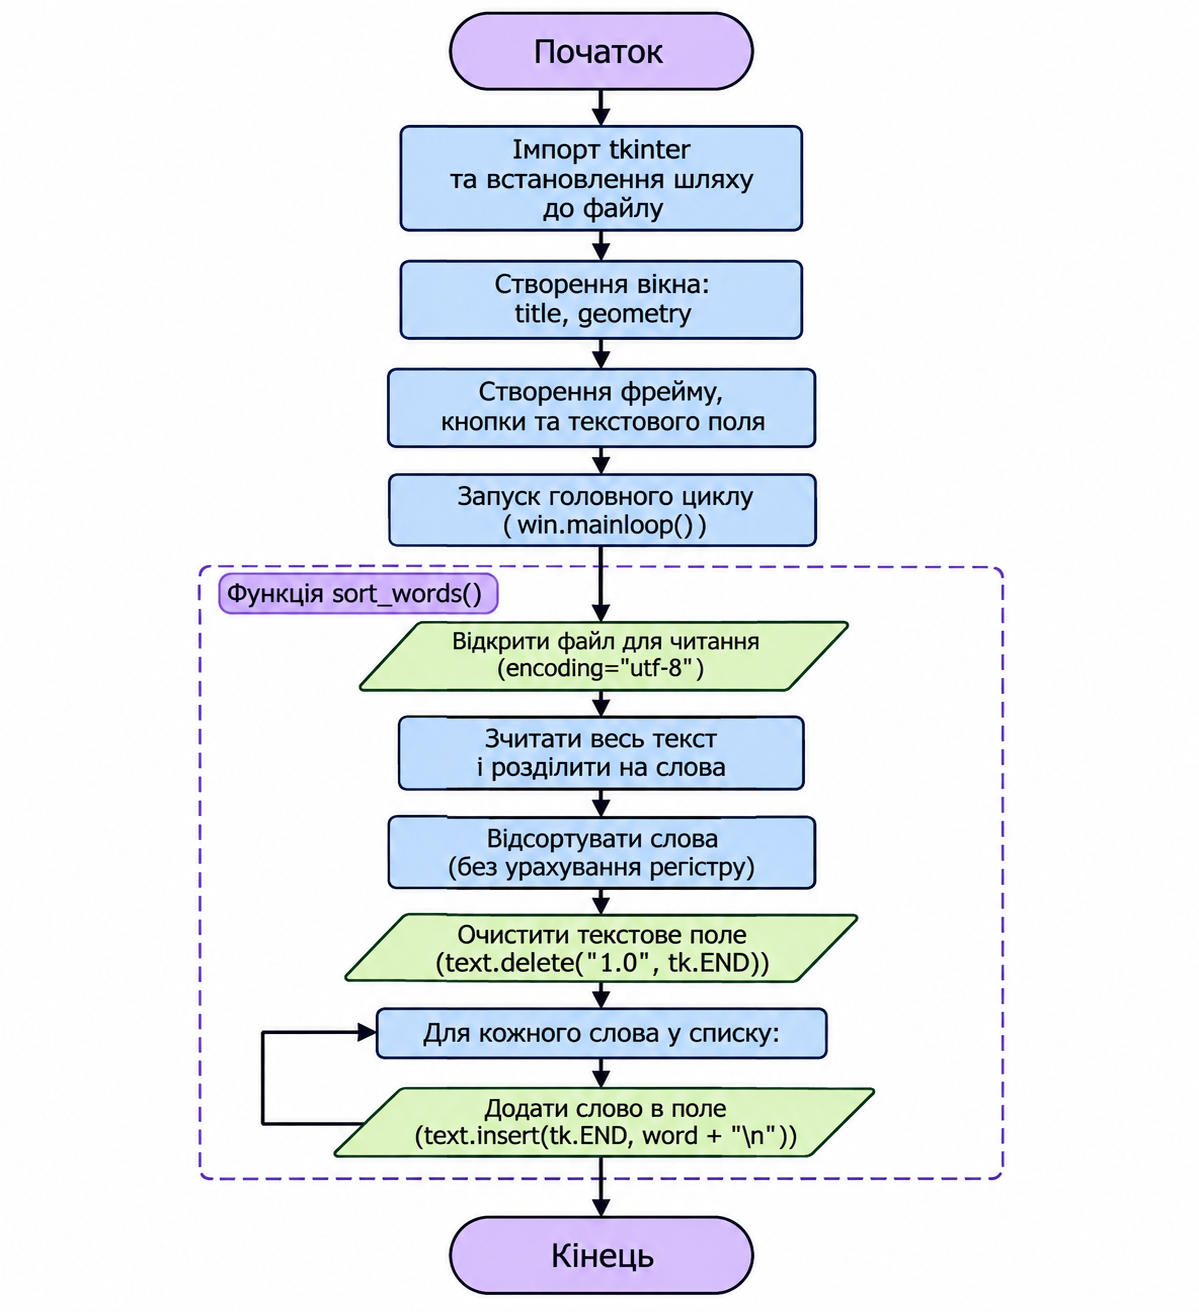 Початок
Імпорт tkinter
та встановлення шляху
до файлу
Створення вікна:
title, geometry
Створення фрейму,
кнопки та текстового поля
Запуск головного циклу
(win.mainloop())
Функція sort_words()
Відкрити файл для читання
(encoding="utf-8")
Зчитати весь текст
і розділити на слова
Відсортувати слова
(без урахування регістру)
Очистити текстове поле
(text.delete("1.0", tk.END))
Для кожного слова у списку:
Додати слово в поле
(text.insert(tk.END, word + "\n"))
Кінець